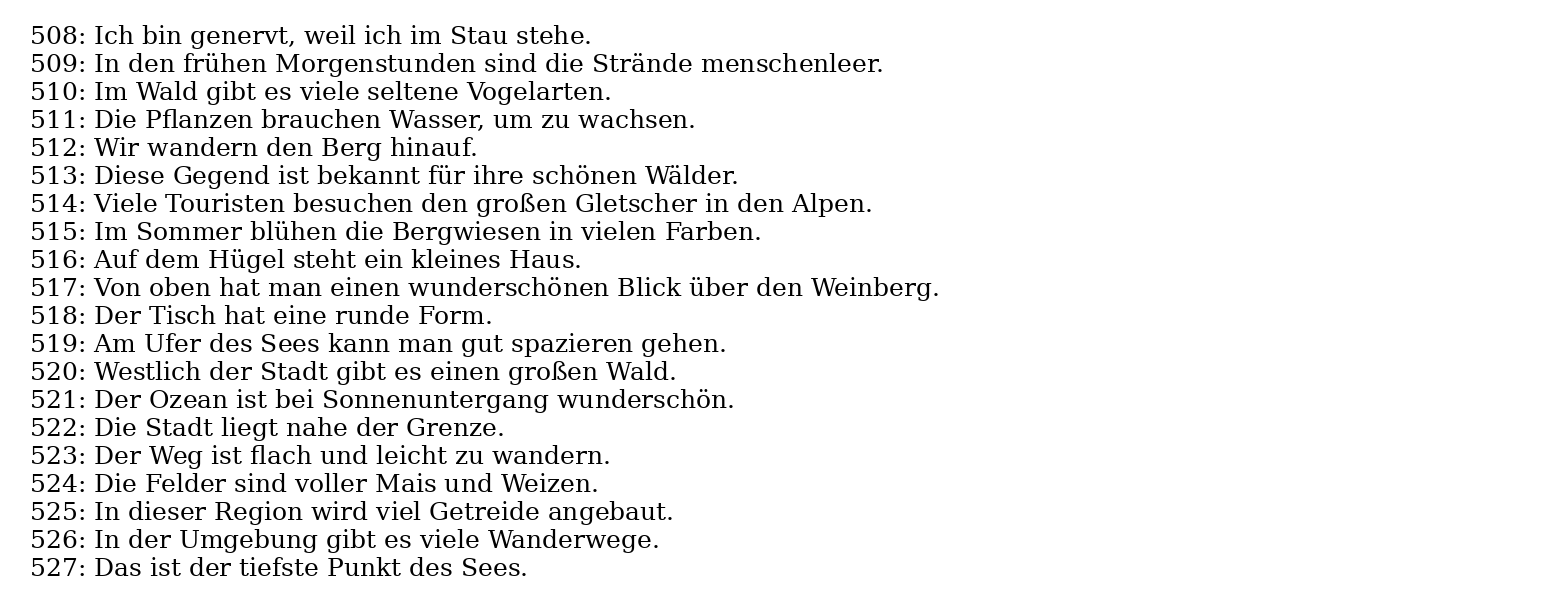 508: Ich bin genervt, weil ich im Stau stehe.
509: In den frühen Morgenstunden sind die Strände menschenleer.
510: Im Wald gibt es viele seltene Vogelarten.
511: Die Pflanzen brauchen Wasser, um zu wachsen.
512: Wir wandern den Berg hinauf.
513: Diese Gegend ist bekannt für ihre schönen Wälder.
514: Viele Touristen besuchen den großen Gletscher in den Alpen.
515: Im Sommer blühen die Bergwiesen in vielen Farben.
516: Auf dem Hügel steht ein kleines Haus.
517: Von oben hat man einen wunderschönen Blick über den Weinberg.
518: Der Tisch hat eine runde Form.
519: Am Ufer des Sees kann man gut spazieren gehen.
520: Westlich der Stadt gibt es einen großen Wald.
521: Der Ozean ist bei Sonnenuntergang wunderschön.
522: Die Stadt liegt nahe der Grenze.
523: Der Weg ist flach und leicht zu wandern.
524: Die Felder sind voller Mais und Weizen.
525: In dieser Region wird viel Getreide angebaut.
526: In der Umgebung gibt es viele Wanderwege.
527: Das ist der tiefste Punkt des Sees.